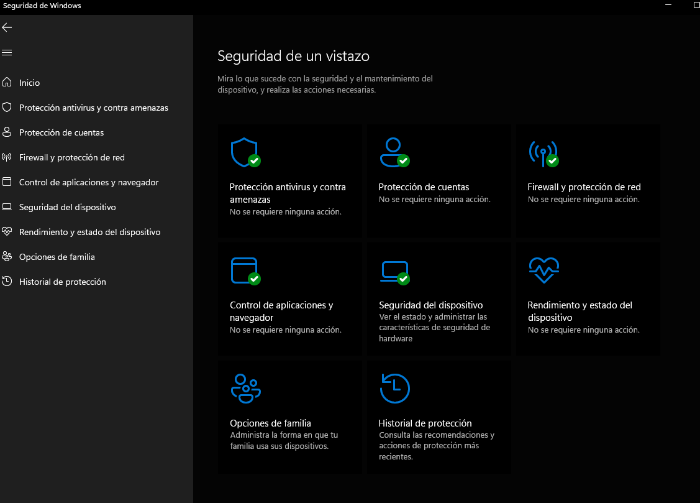 Seguridad de Windows
Inicio
Protección antivirus y contra amenazas
Protección de cuentas
Firewall y protección de red
Control de aplicaciones y navegador
Seguridad del dispositivo
Rendimiento y estado del dispositivo
Opciones de familia
Historial de protección
Seguridad de un vistazo
Mira lo que sucede con la seguridad y el mantenimiento del
dispositivo, y realiza las acciones necesarias.
Protección antivirus y contra
amenazas
No se requiere ninguna acción.
Protección de cuentas
No se requiere ninguna acción.
Firewall y protección de red
No se requiere ninguna acción.
Control de aplicaciones y
navegador
No se requiere ninguna acción.
Seguridad del dispositivo
Ver el estado y administrar las
características de seguridad de
hardware
Rendimiento y estado del
dispositivo
No se requiere ninguna acción.
Opciones de familia
Administra la forma en que tu
familia usa sus dispositivos.
Historial de protección
Consulta las recomendaciones y
acciones de protección más
recientes.